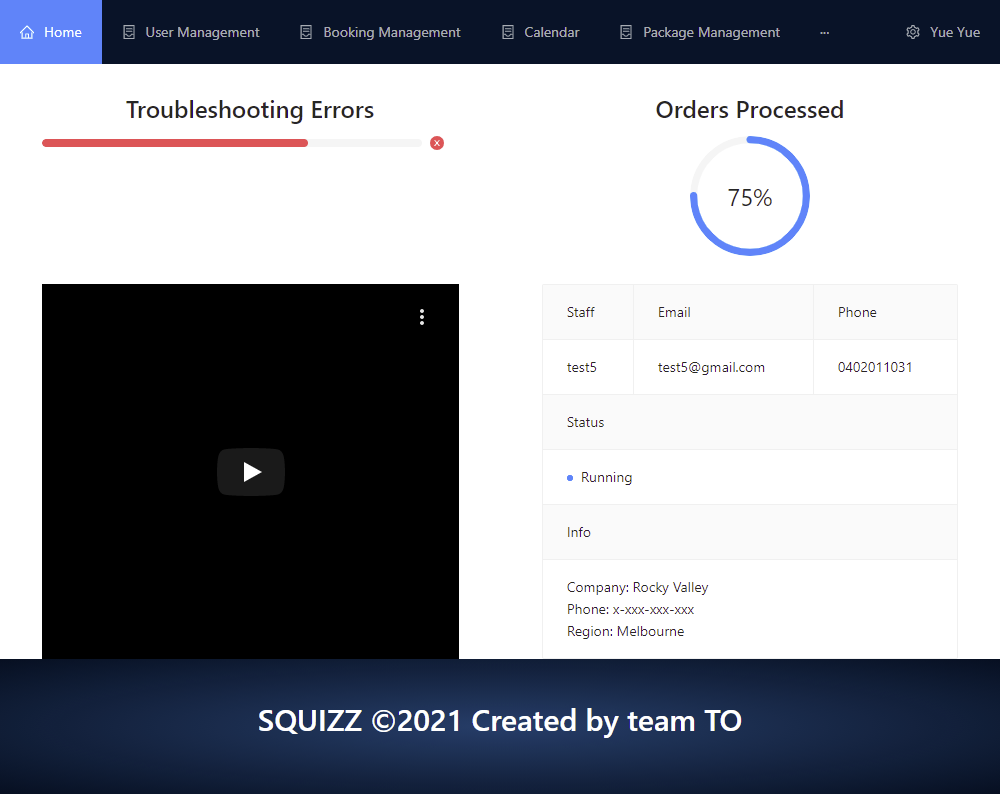 Home User Management Booking Management Calendar Package Management ··· Yue Yue
Troubleshooting Errors
Orders Processed
75%
Staff Email Phone
test5 test5@gmail.com 0402011031
Status
Running
Info
Company: Rocky Valley
Phone: x-xxx-xxx-xxx
Region: Melbourne
SQUIZZ ©2021 Created by team TO